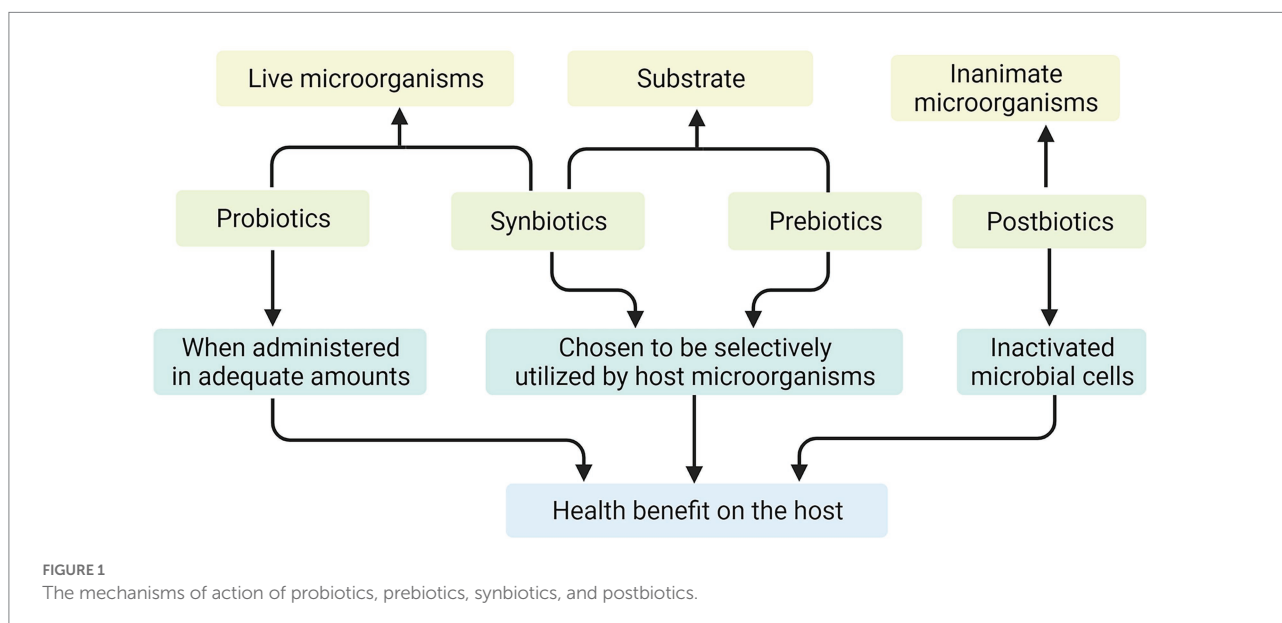 Live microorganisms
Substrate
Inanimate
microorganisms
Probiotics
Synbiotics
Prebiotics
Postbiotics
When administered
in adequate amounts
Chosen to be selectively
utilized by host microorganisms
Inactivated
microbial cells
Health benefit on the host
FIGURE 1
The mechanisms of action of probiotics, prebiotics, synbiotics, and postbiotics.